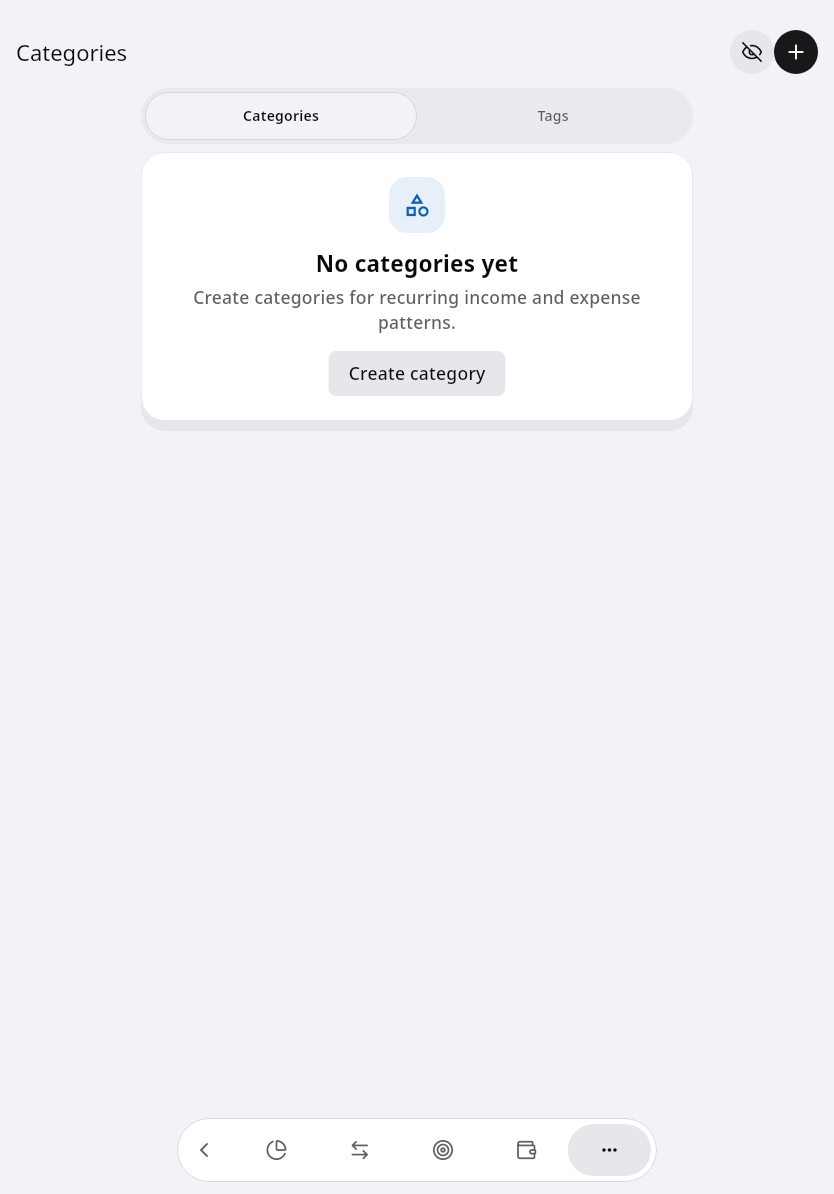 Categories
Categories
Tags
No categories yet
Create categories for recurring income and expense
patterns.
Create category